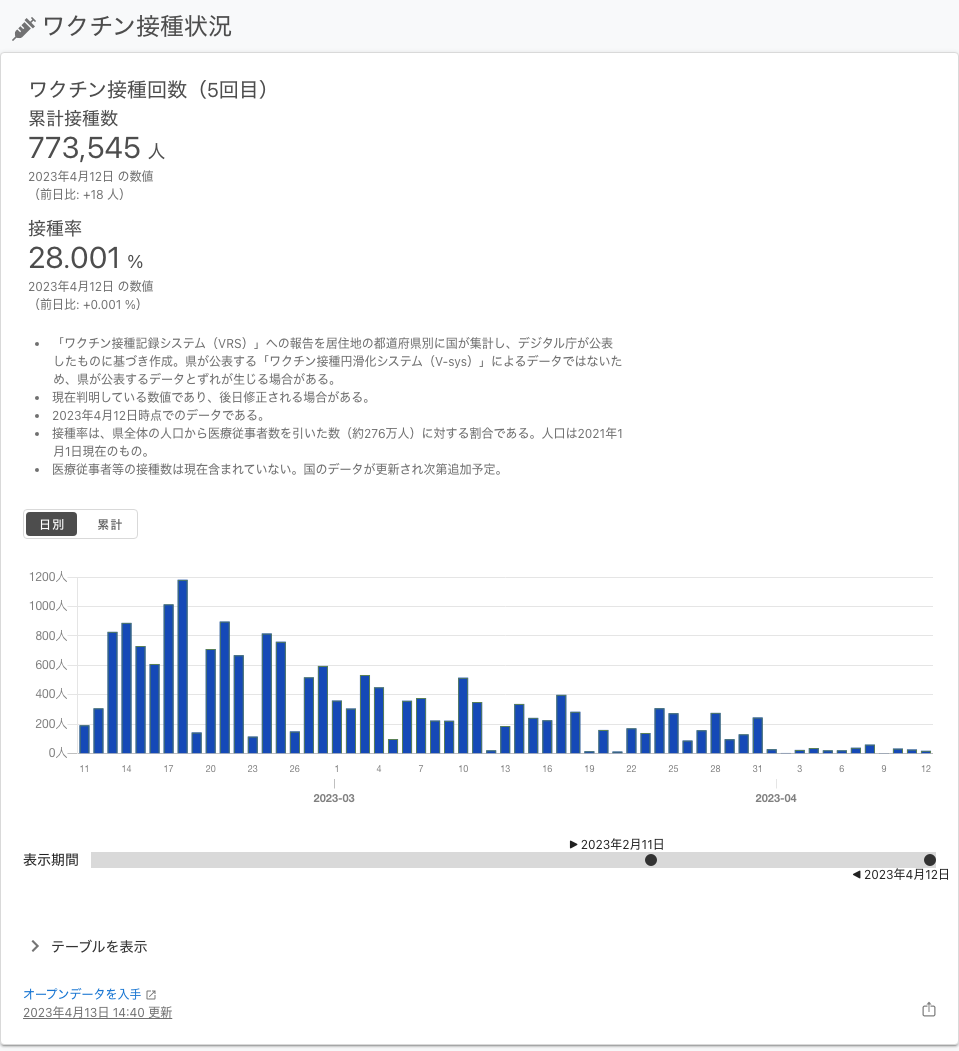 ワクチン接種状況
ワクチン接種回数（5回目）
累計接種数
773,545 人
2023年4月12日 の数値
（前日比: +18 人）
接種率
28.001 %
2023年4月12日 の数値
（前日比: +0.001 %）
• 「ワクチン接種記録システム（VRS）」への報告を居住地の都道府県別に国が集計し、デジタル庁が公表
したものに基づき作成。県が公表する「ワクチン接種円滑化システム（V-sys）」によるデータではないた
め、県が公表するデータとずれが生じる場合がある。
• 現在判明している数値であり、後日修正される場合がある。
• 2023年4月12日時点でのデータである。
• 接種率は、県全体の人口から医療従事者数を引いた数（約276万人）に対する割合である。人口は2021年1
月1日現在のもの。
• 医療従事者等の接種数は現在含まれていない。国のデータが更新され次第追加予定。
日別 累計
1200人
1000人
800人
600人
400人
200人
0人
11 14 17 20 23 26 1 4 7 10 13 16 19 22 25 28 31 3 6 9 12
2023-03 2023-04
▶ 2023年2月11日
表示期間
◀ 2023年4月12日
テーブルを表示
オープンデータを入手
2023年4月13日 14:40 更新